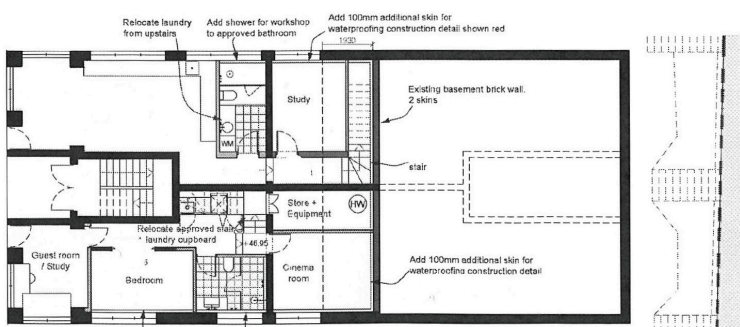 Relocate laundry
from upstairs
Add shower for workshop
to approved bathroom
Add 100mm additional skin for
waterproofing construction detail shown red
1900
Study
Existing basement brick wall.
2 skins
WM
stair
Store +
Equipment
HW
Relocate approved stair,
laundry cupboard
+46.95
Guest room
/ Study
Bedroom
Cinema
room
Add 100mm additional skin for
waterproofing construction detail